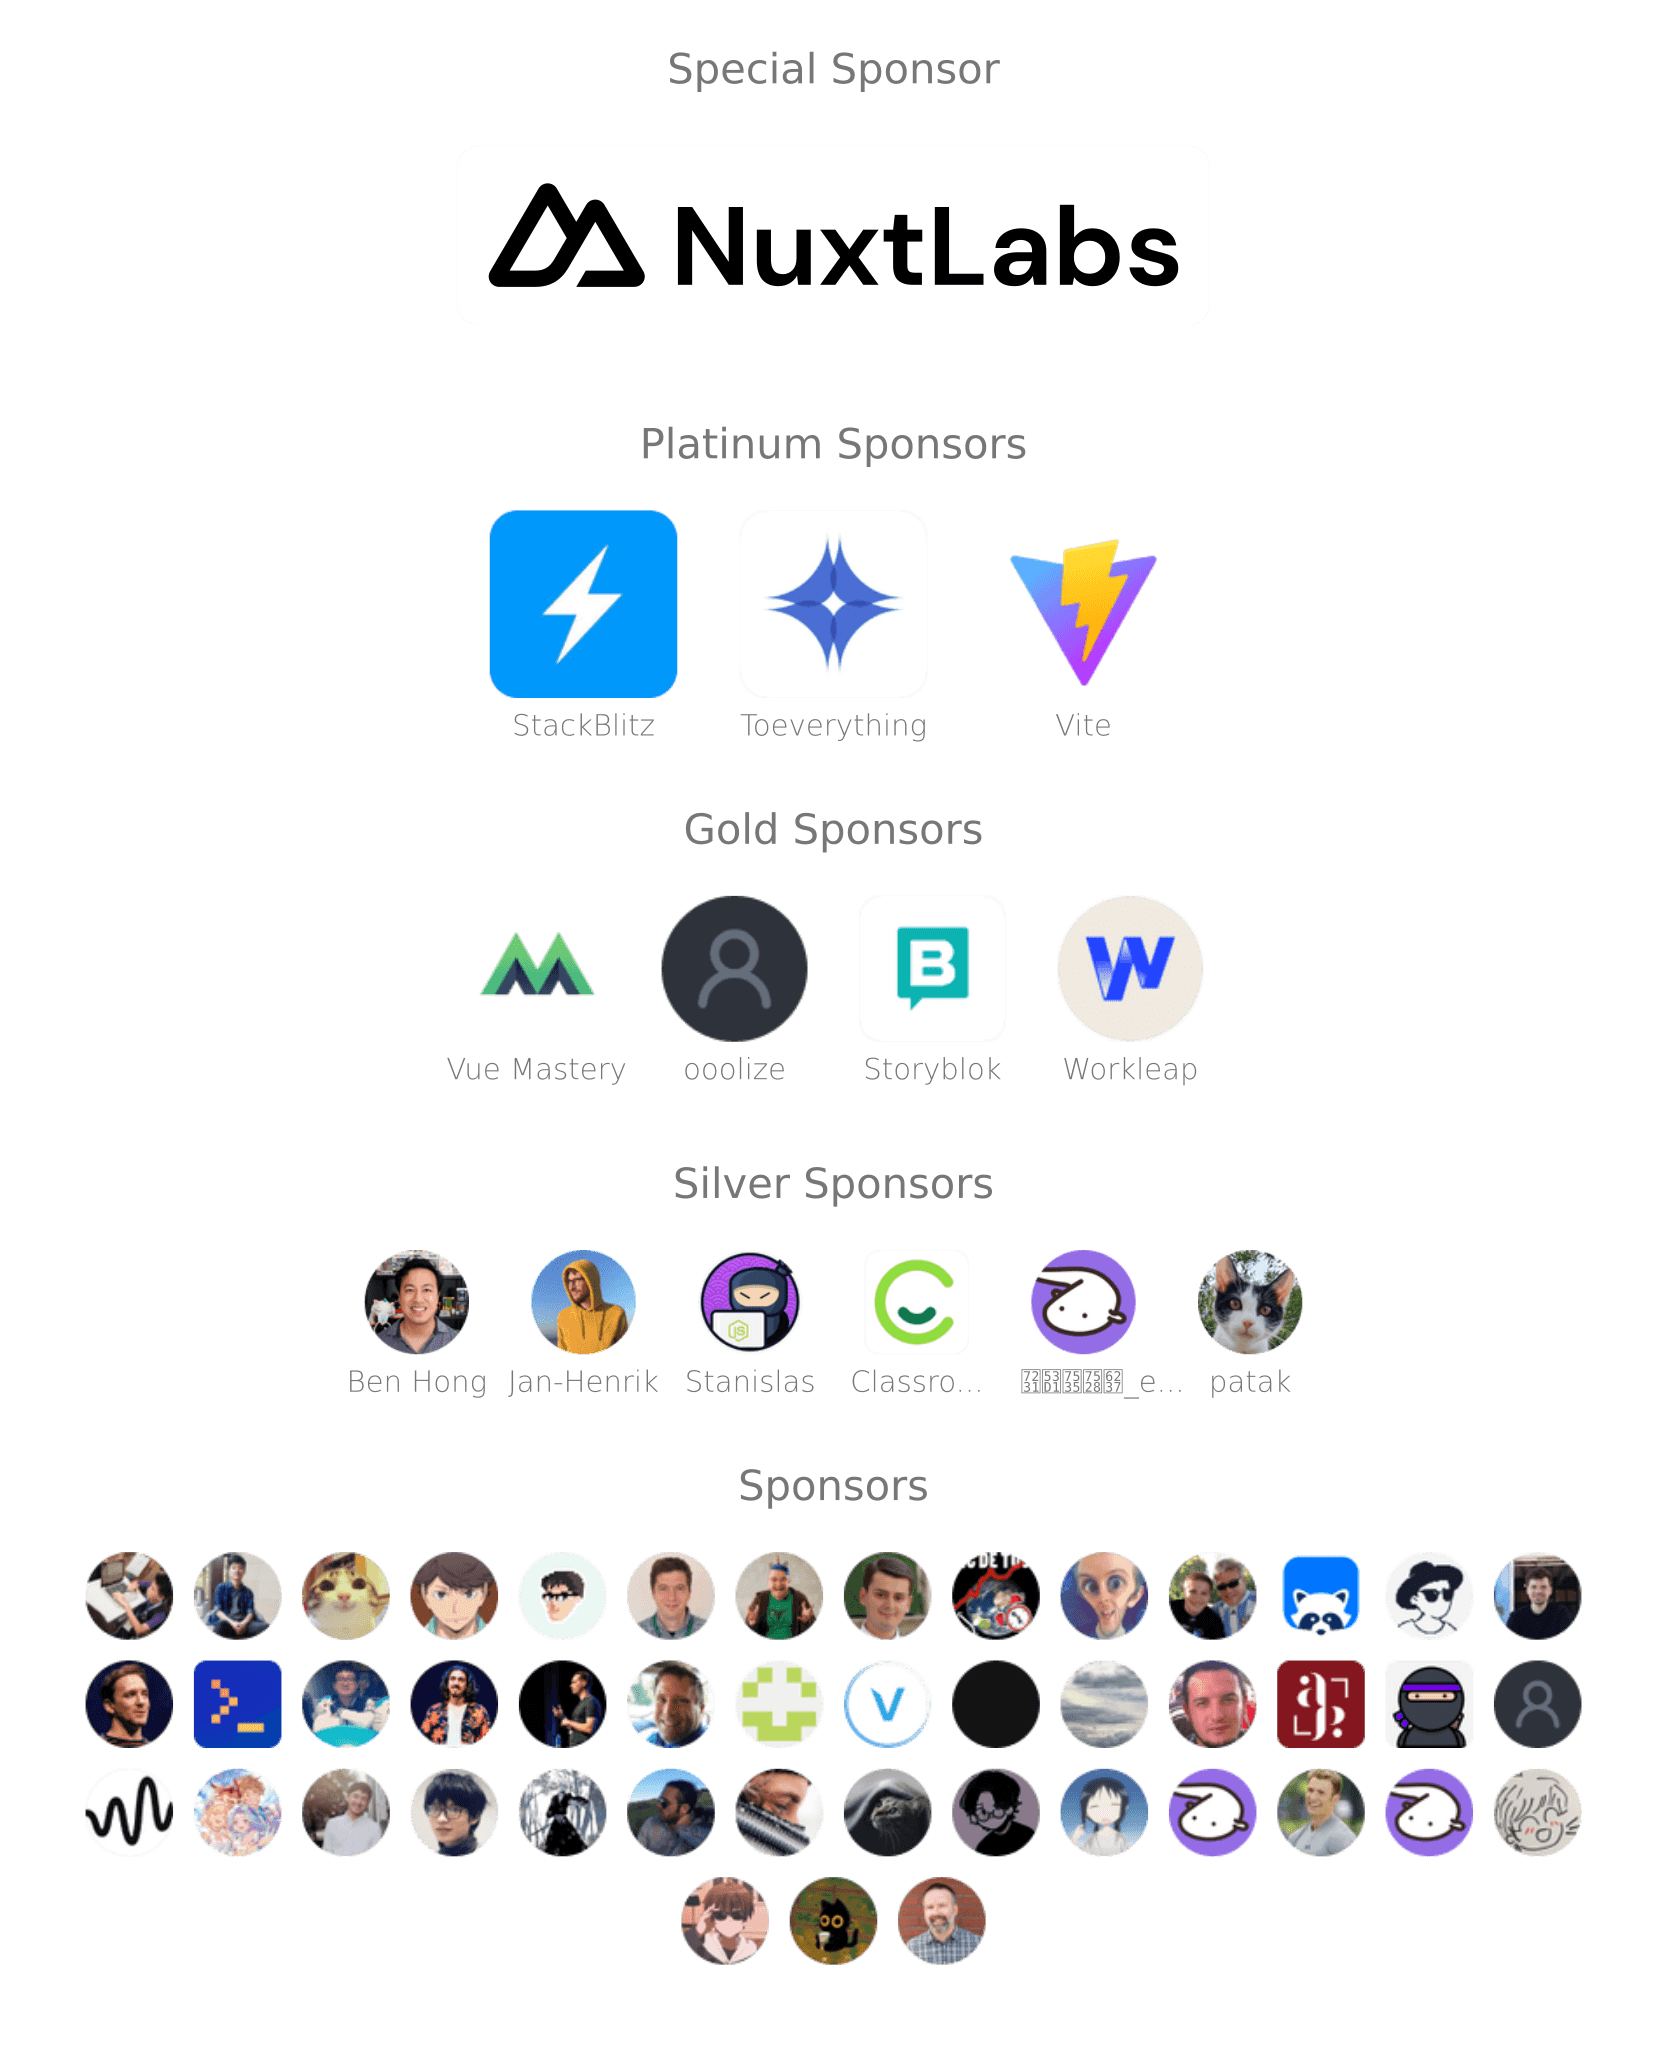 Special Sponsor
NuxtLabs
Platinum Sponsors
StackBlitz Toeverything Vite
Gold Sponsors
Vue Mastery ooolize Storyblok Workleap
Silver Sponsors
Ben Hong Jan-Henrik Stanislas Classro... _e... patak
Sponsors